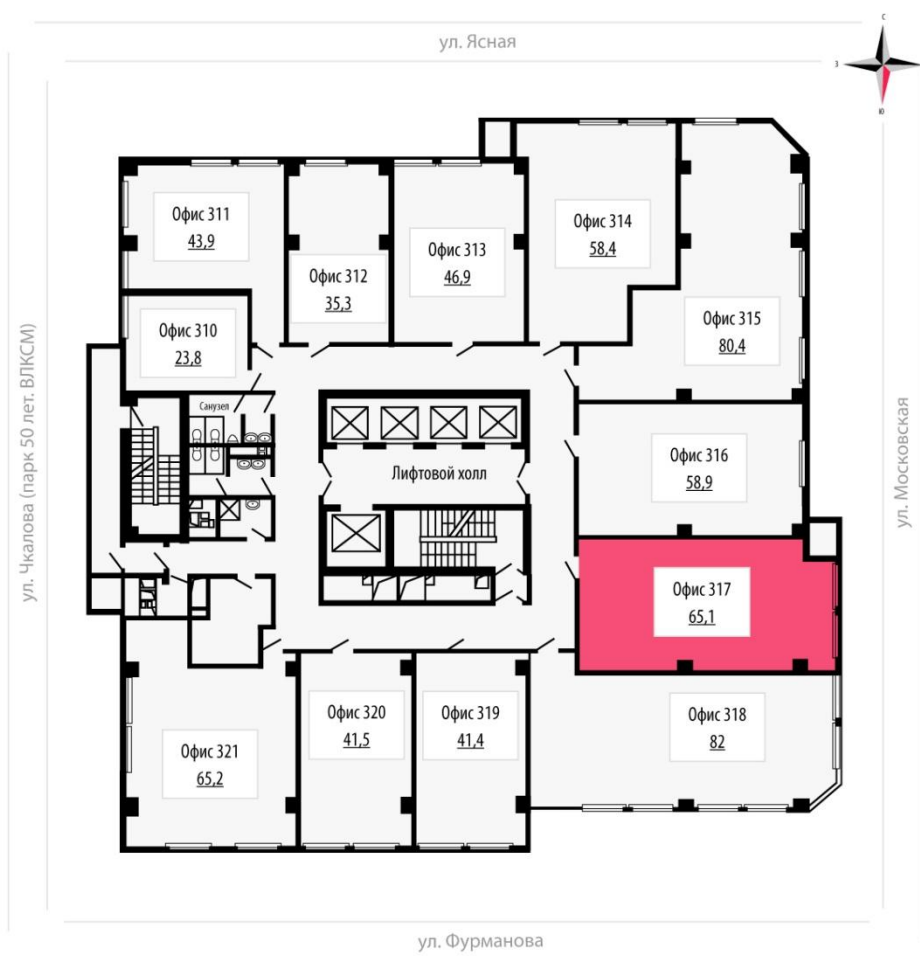 С
ул. Ясная
З
Ю
Офис 311
43,9
Офис 312
35,3
Офис 313
46,9
Офис 314
58,4
Офис 315
80,4
Офис 310
23,8
Санузел
Лифтовой холл
Офис 316
58,9
Офис 317
65,1
Офис 318
82
Офис 319
41,4
Офис 320
41,5
Офис 321
65,2
ул. Чкалова (парк 50 лет. ВЛКСМ)
ул. Московская
ул. Фурманова